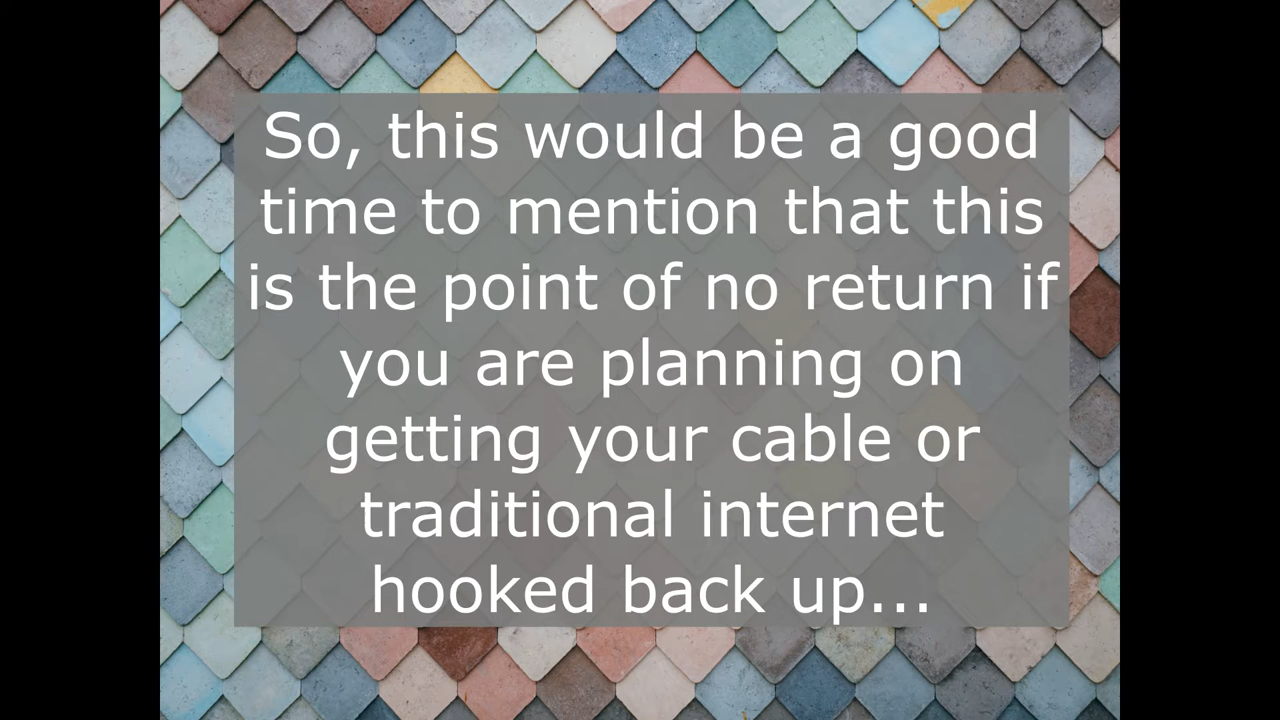 So, this would be a good
time to mention that this
is the point of no return if
you are planning on
getting your cable or
traditional internet
hooked back up...